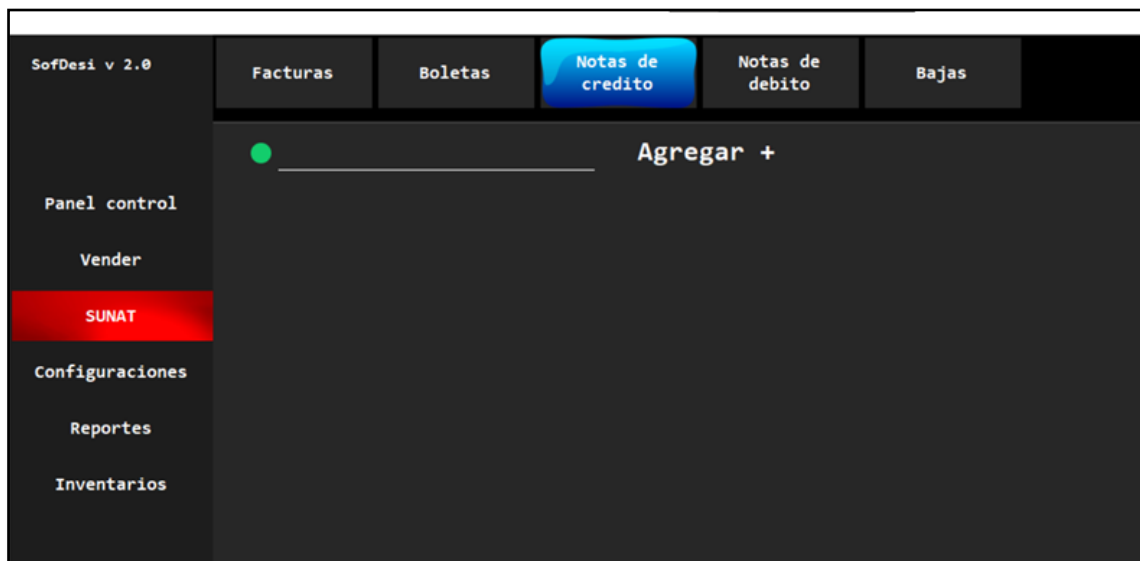 SofDesi v 2.0
Facturas
Boletas
Notas de
credito
Notas de
debito
Bajas
Agregar +
Panel control
Vender
SUNAT
Configuraciones
Reportes
Inventarios